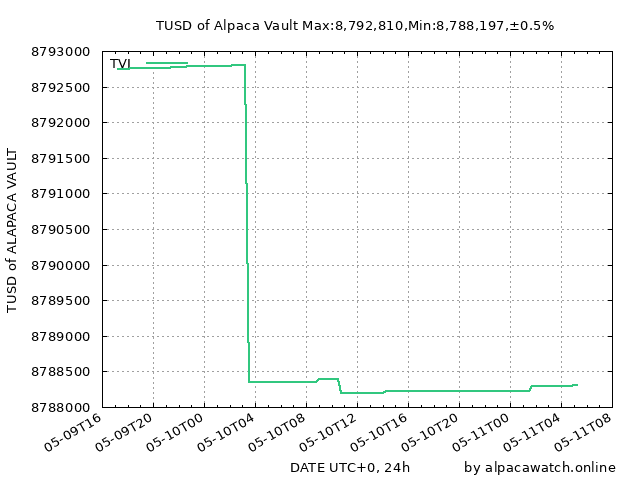 TUSD of Alpaca Vault Max:8,792,810,Min:8,788,197,±0.5%
TVL
8793000
8792500
8792000
8791500
8791000
8790500
8790000
8789500
8789000
8788500
8788000
TUSD of ALAPACA VAULT
05-09T16
05-09T20
05-10T00
05-10T04
05-10T08
05-10T12
05-10T16
05-10T20
05-11T00
05-11T04
05-11T08
DATE UTC+0, 24h
by alpacawatch.online